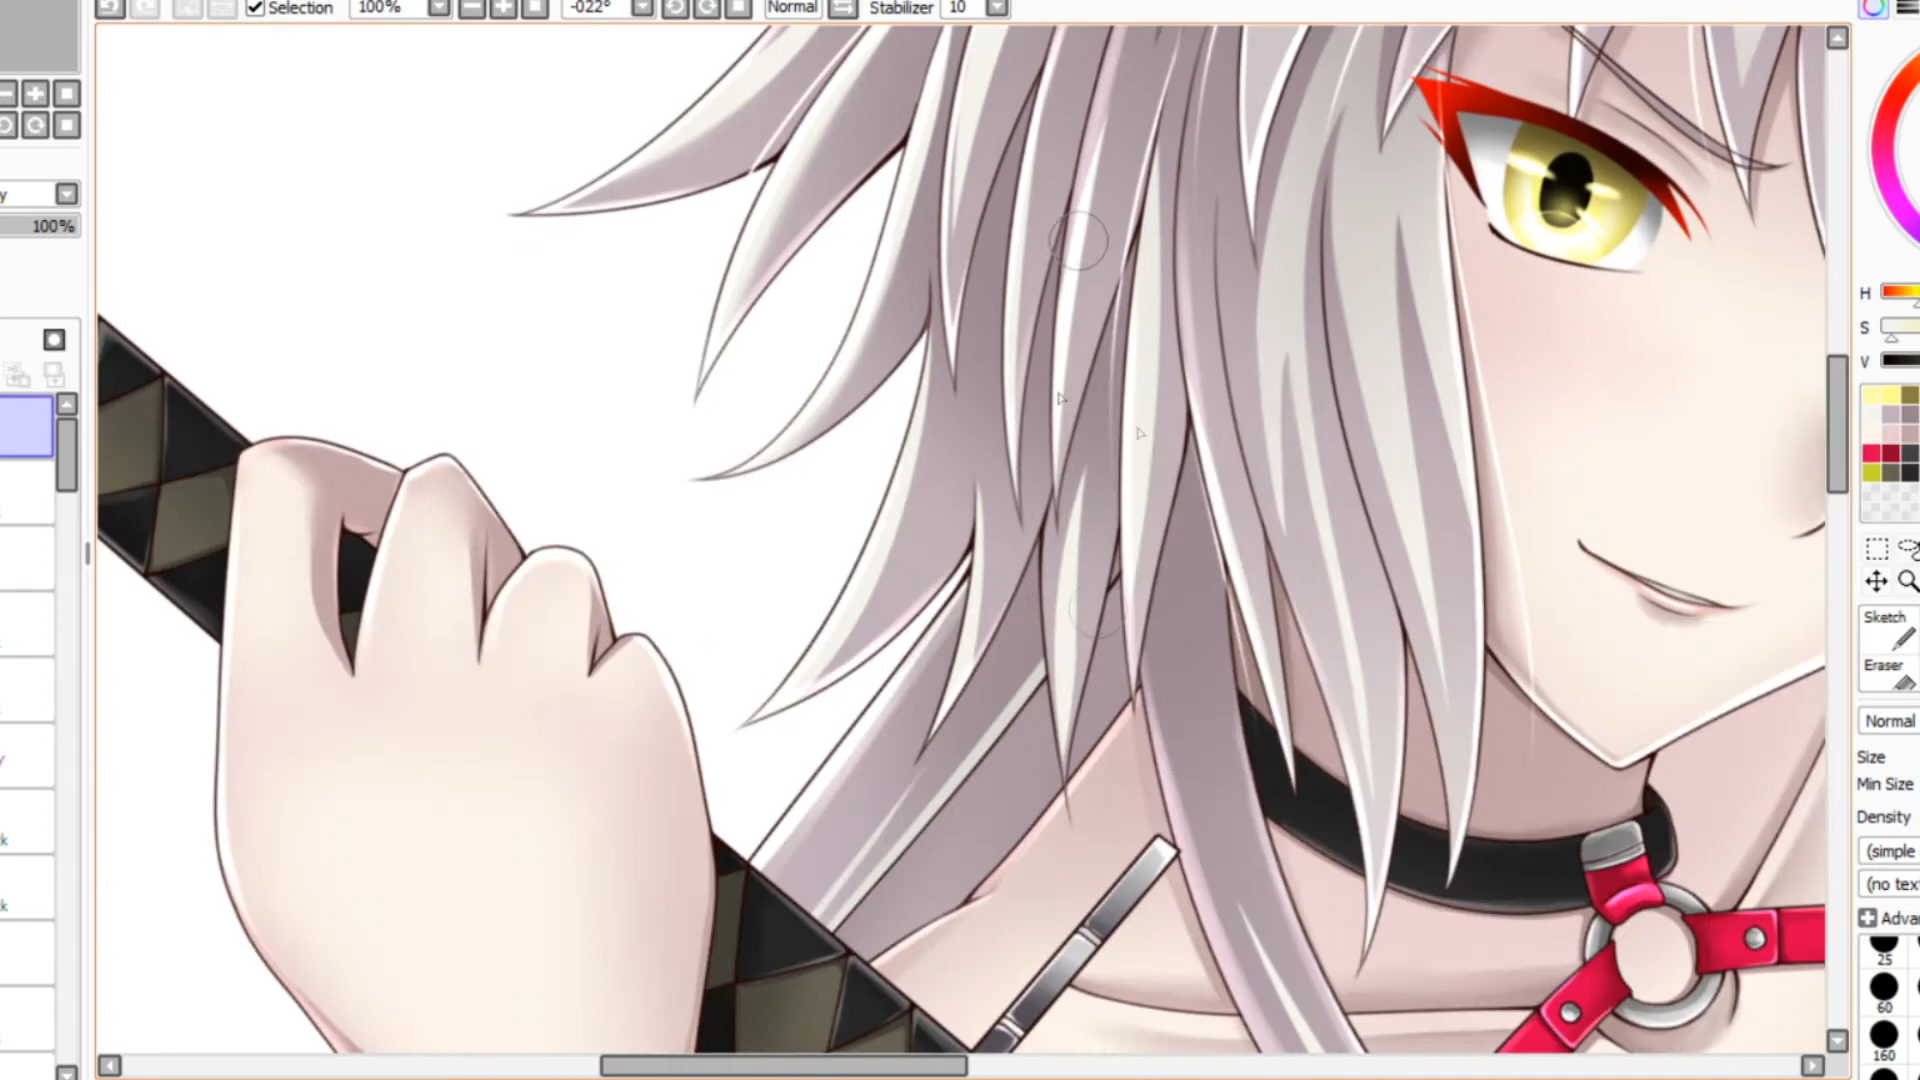 Selection
100%
-022°
Normal
Stabilizer
10
100%
H
S
V
Sketch
Eraser
Normal
Size
Min Size
Density
(simple
(no
Adva
25
60
160